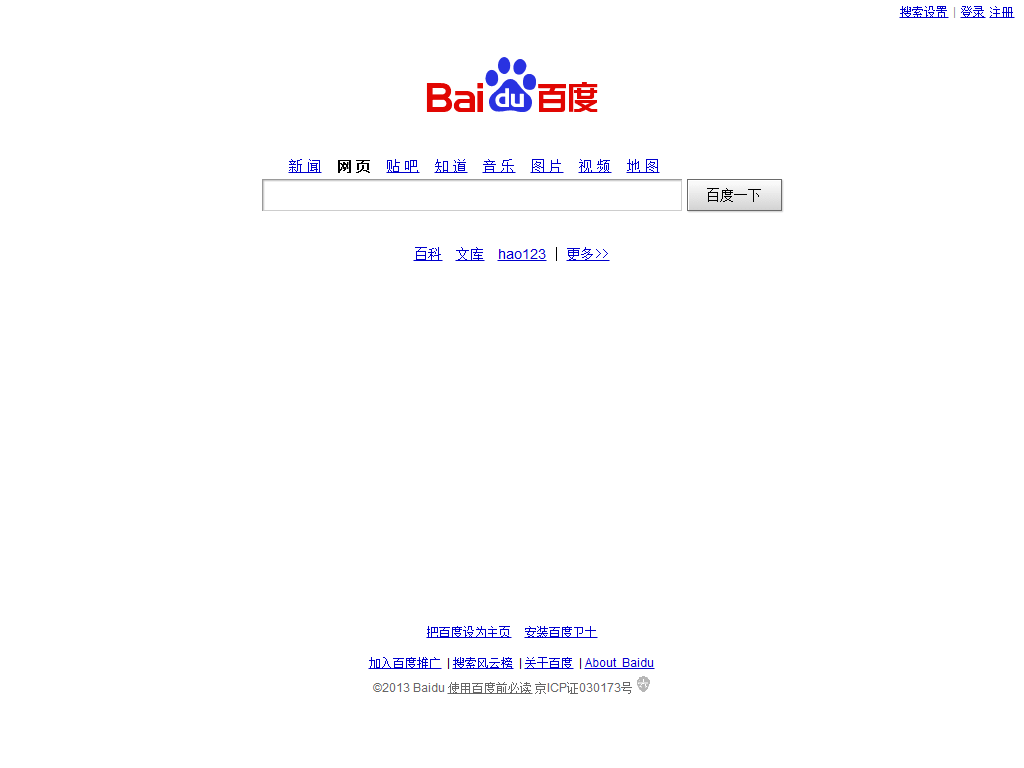 搜索设置 | 登录 注册
Baidu百度
新闻 网页 贴吧 知道 音乐 图片 视频 地图
百度一下
百科 文库 hao123 | 更多>>
把百度设为主页 安装百度卫士
加入百度推广 | 搜索风云榜 | 关于百度 | About Baidu
©2013 Baidu 使用百度前必读 京ICP证030173号